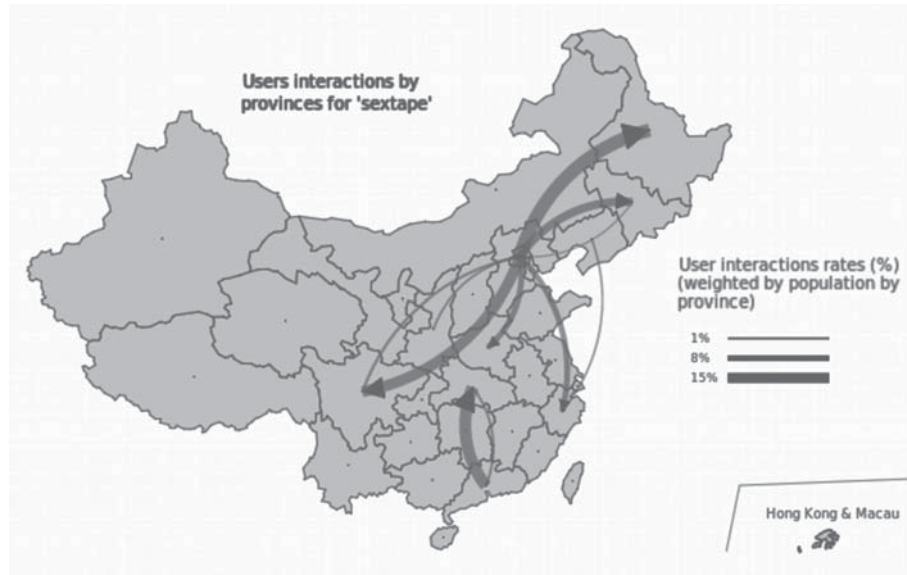 Users interactions by
provinces for 'sextape'
User interactions rates (%)
(weighted by population by
province)
1%
8%
15%
Hong Kong & Macau